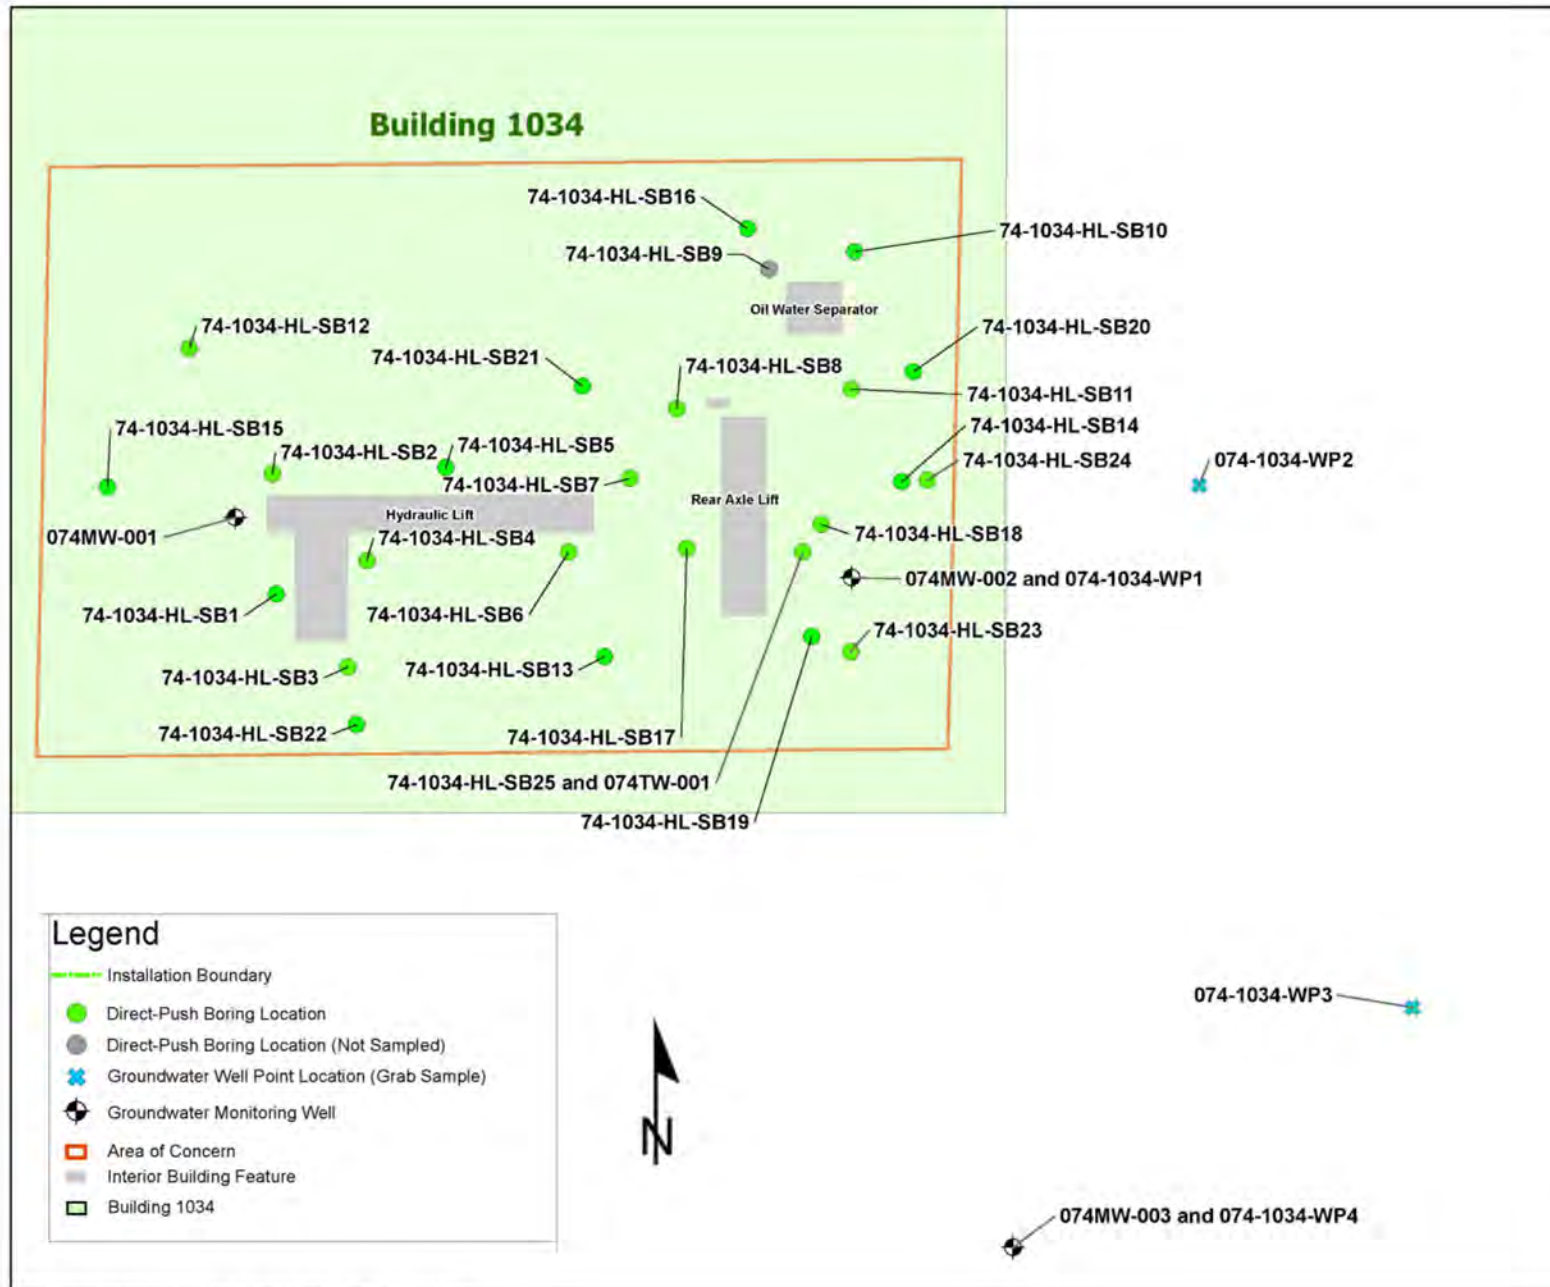 Building 1034
74-1034-HL-SB16
74-1034-HL-SB10
74-1034-HL-SB9
Oil Water Separator
74-1034-HL-SB12
74-1034-HL-SB20
74-1034-HL-SB21
74-1034-HL-SB8
74-1034-HL-SB11
74-1034-HL-SB15
74-1034-HL-SB14
74-1034-HL-SB5
74-1034-HL-SB2
74-1034-HL-SB24
074-1034-WP2
74-1034-HL-SB7
Rear Axle Lift
Hydraulic Lift
074MW-001
74-1034-HL-SB4
74-1034-HL-SB18
074MW-002 and 074-1034-WP1
74-1034-HL-SB1
74-1034-HL-SB6
74-1034-HL-SB23
74-1034-HL-SB3
74-1034-HL-SB13
74-1034-HL-SB22
74-1034-HL-SB17
74-1034-HL-SB25 and 074TW-001
74-1034-HL-SB19
Legend
Installation Boundary
Direct-Push Boring Location
Direct-Push Boring Location (Not Sampled)
Groundwater Well Point Location (Grab Sample)
Groundwater Monitoring Well
Area of Concern
Interior Building Feature
Building 1034
N
074-1034-WP3
074MW-003 and 074-1034-WP4